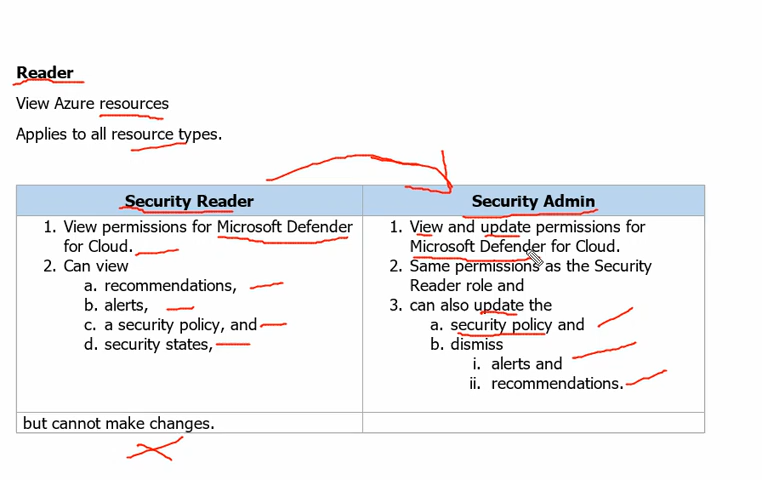 Reader
View Azure resources
Applies to all resource types.
Security Reader
1. View permissions for Microsoft Defender
for Cloud.
2. Can view
a. recommendations,
b. alerts,
c. a security policy, and
d. security states,
but cannot make changes.
Security Admin
1. View and update permissions for
Microsoft Defender for Cloud.
2. Same permissions as the Security
Reader role and
3. can also update the
a. security policy and
b. dismiss
i. alerts and
ii. recommendations.